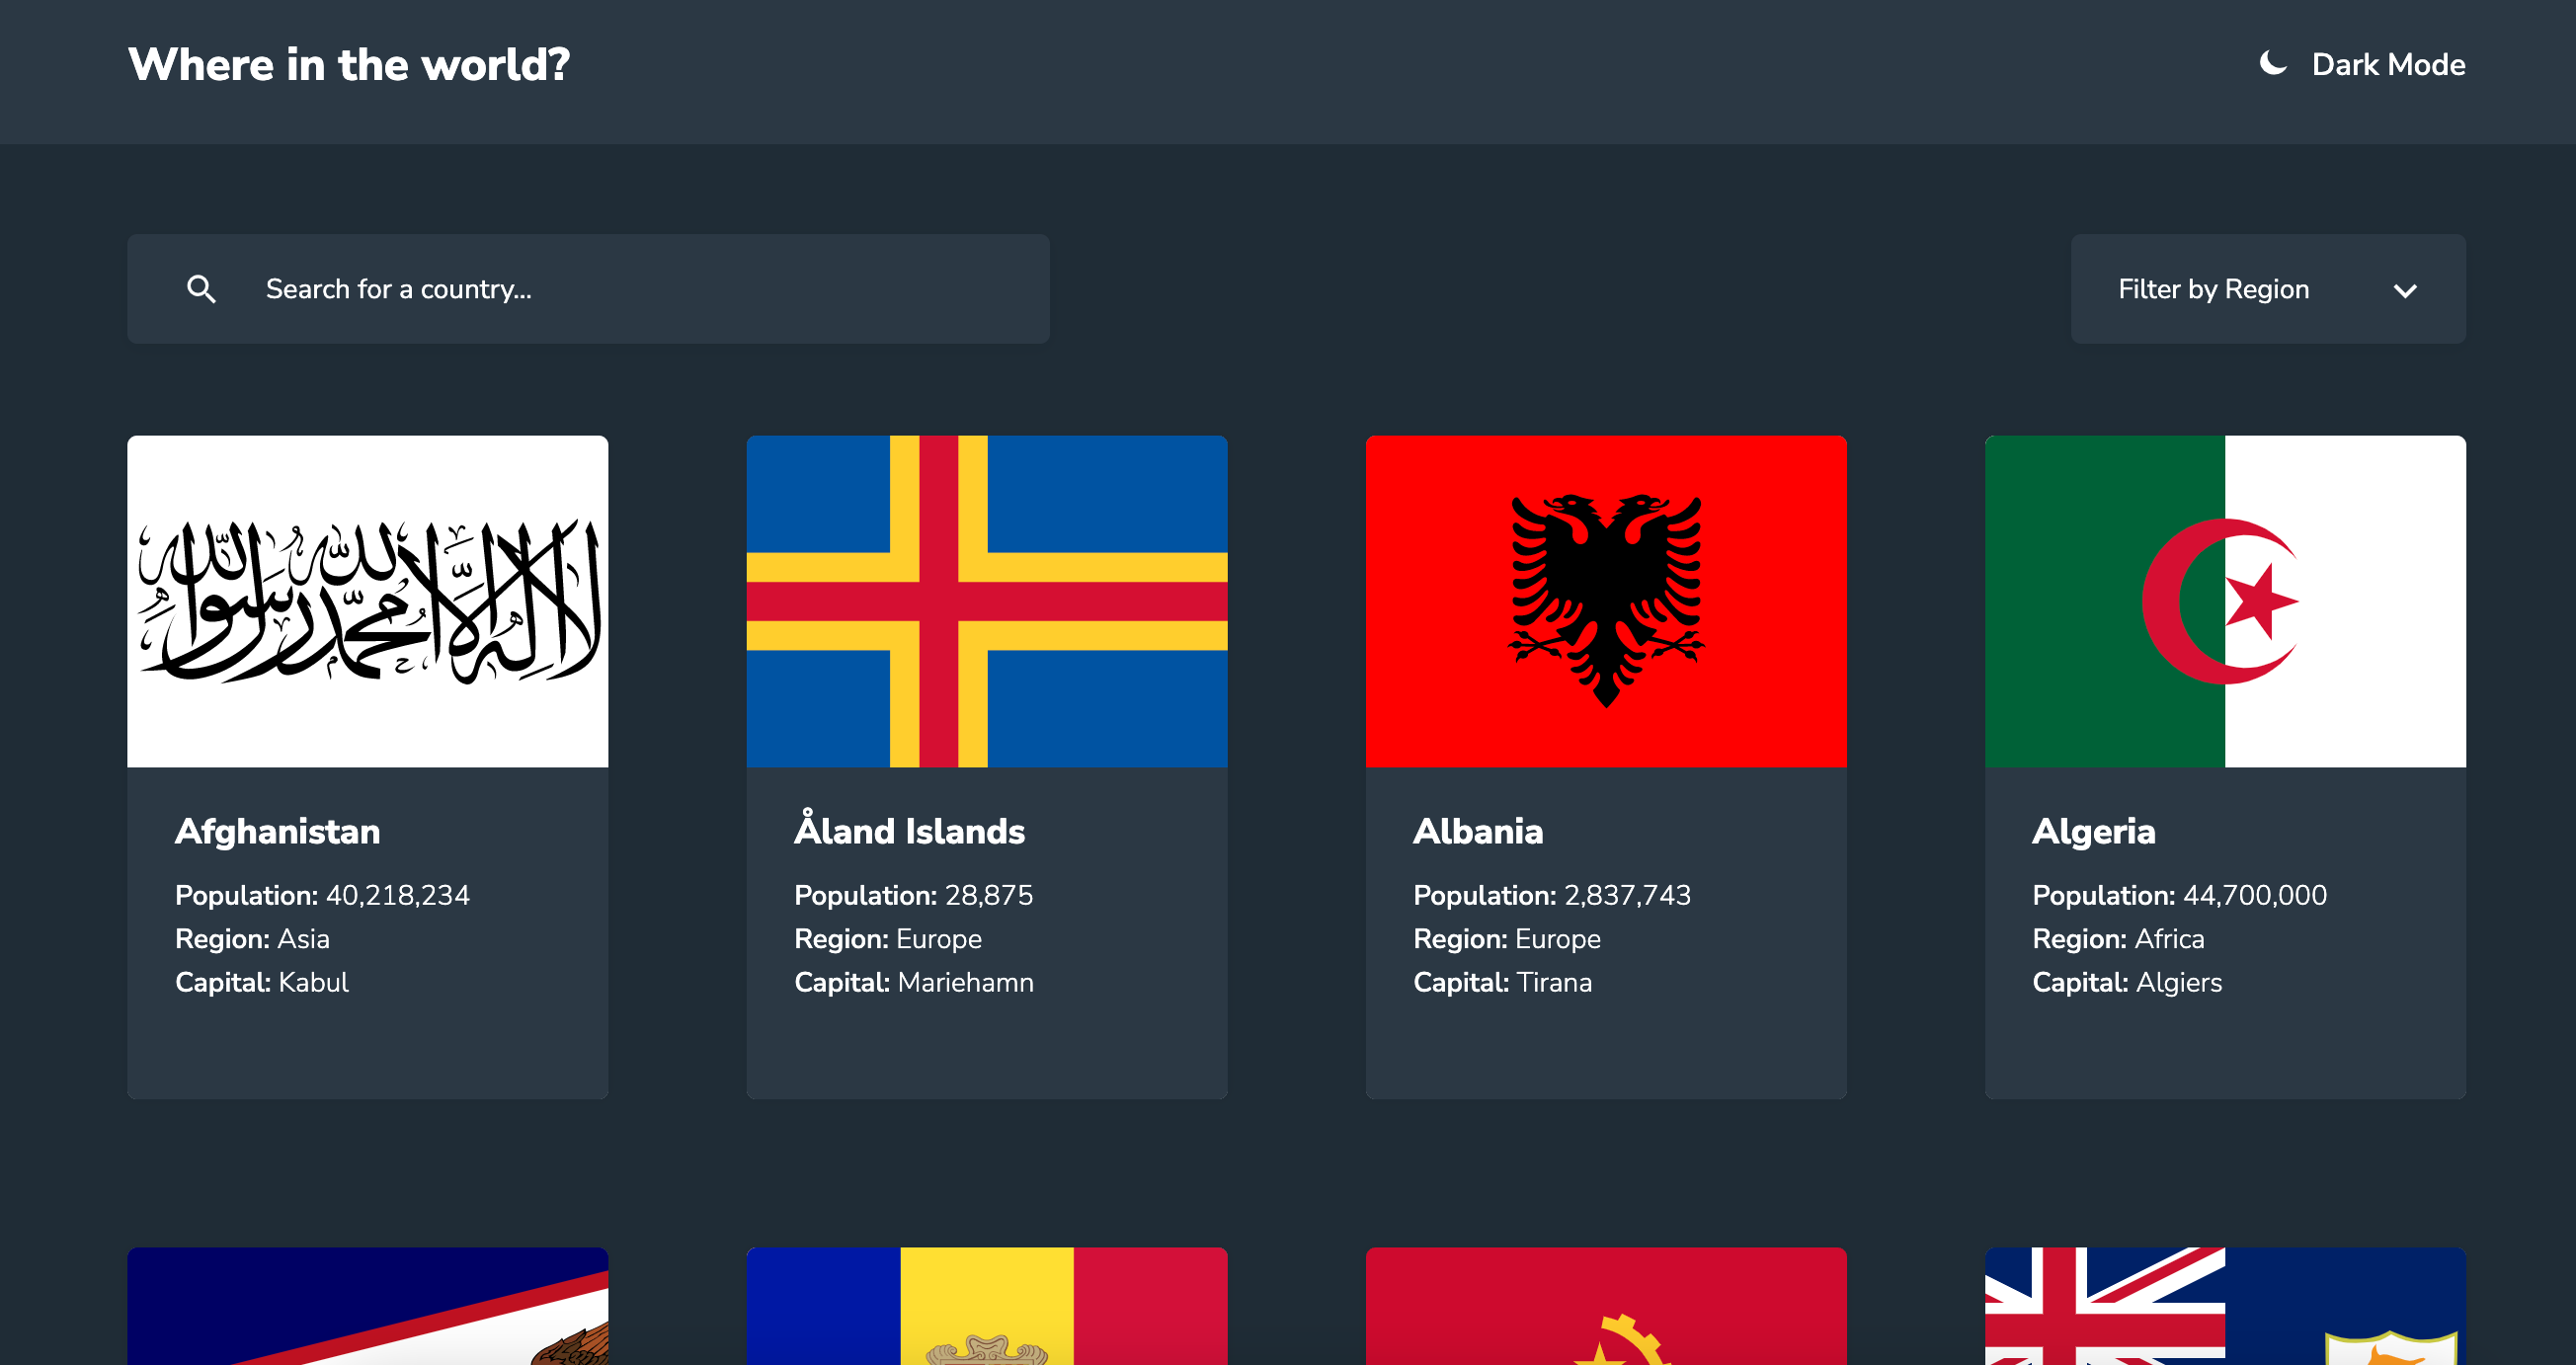 Where in the world?
Dark Mode
Search for a country...
Filter by Region
لا إله إلا الله محمد رسول الله
Afghanistan
Population: 40,218,234
Region: Asia
Capital: Kabul
Åland Islands
Population: 28,875
Region: Europe
Capital: Mariehamn
Albania
Population: 2,837,743
Region: Europe
Capital: Tirana
Algeria
Population: 44,700,000
Region: Africa
Capital: Algiers